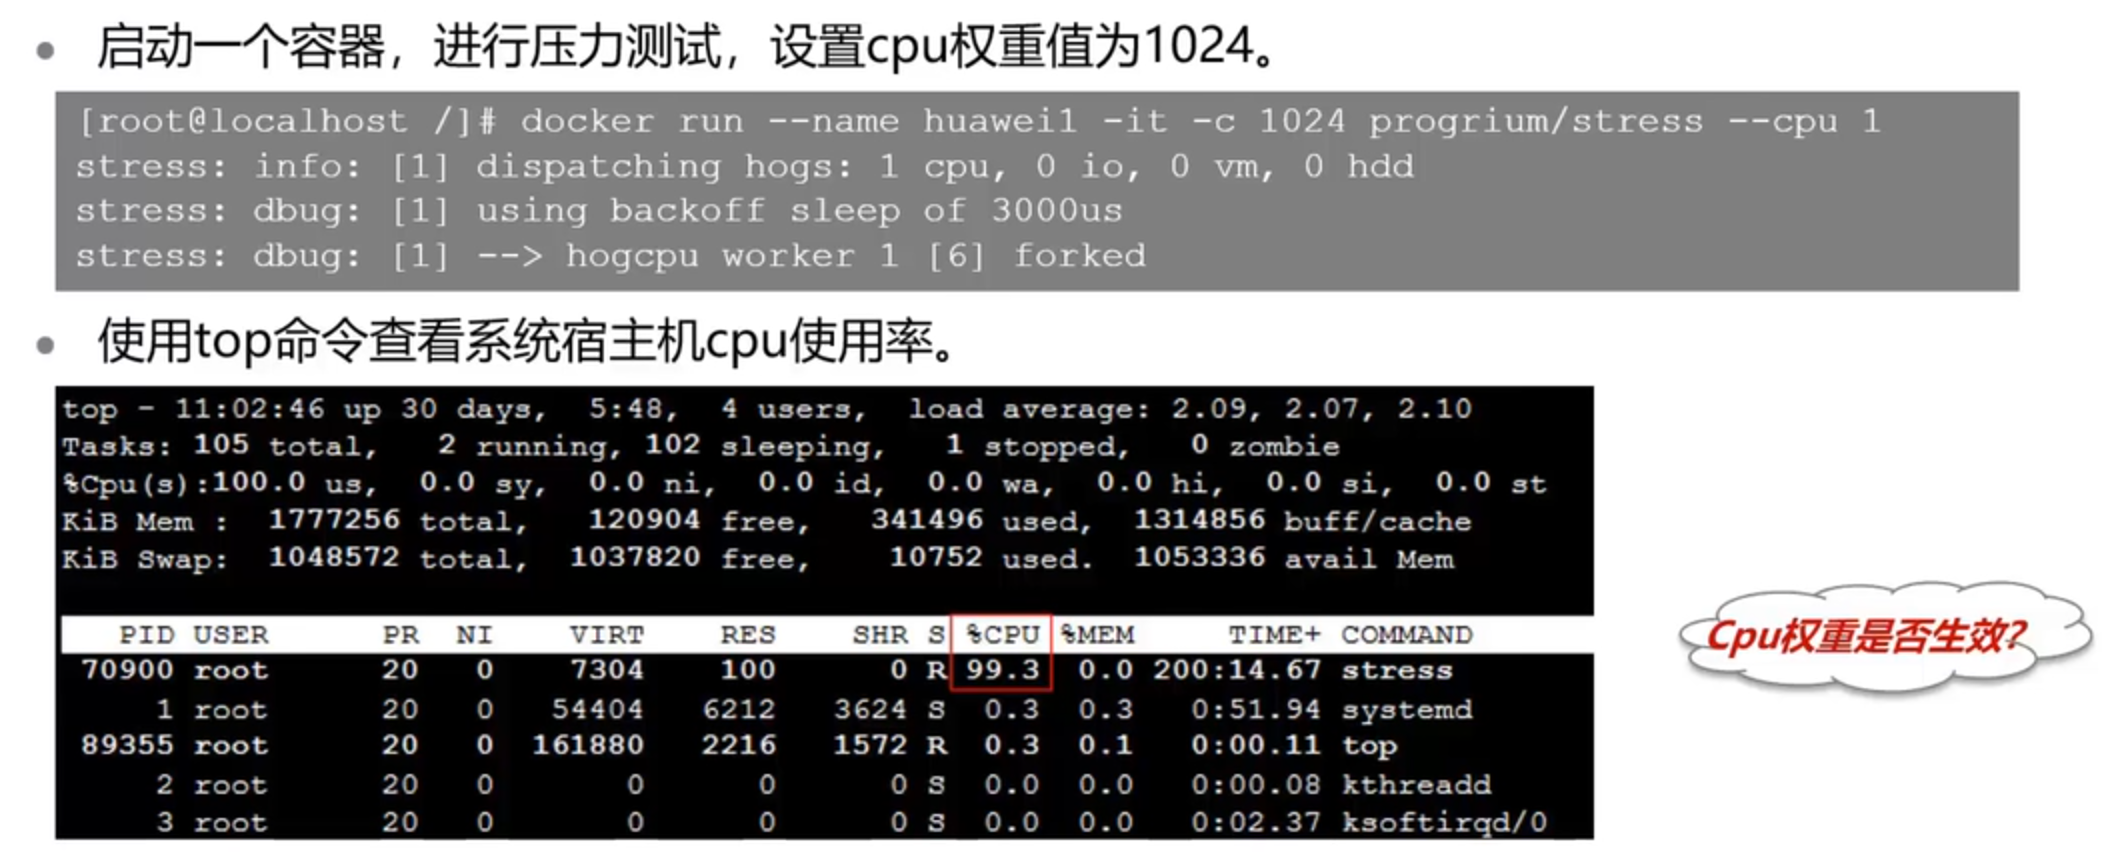 启动一个容器，进行压力测试，设置cpu权重值为1024。
[root@localhost /]# docker run --name huawei1 -it -c 1024 progrium/stress --cpu 1
stress: info: [1] dispatching hogs: 1 cpu, 0 io, 0 vm, 0 hdd
stress: dbug: [1] using backoff sleep of 3000us
stress: dbug: [1] --> hogcpu worker 1 [6] forked
使用top命令查看系统宿主机cpu使用率。
top - 11:02:46 up 30 days,  5:48,  4 users,  load average: 2.09, 2.07, 2.10
Tasks: 105 total,   2 running, 102 sleeping,   1 stopped,   0 zombie
%Cpu(s):100.0 us,  0.0 sy,  0.0 ni,  0.0 id,  0.0 wa,  0.0 hi,  0.0 si,  0.0 st
KiB Mem :  1777256 total,   120904 free,   341496 used,  1314856 buff/cache
KiB Swap:  1048572 total,  1037820 free,    10752 used.  1053336 avail Mem
PID USER      PR  NI    VIRT    RES    SHR S  %CPU %MEM     TIME+ COMMAND
70900 root      20   0    7304    100      0 R  99.3  0.0 200:14.67 stress
1 root      20   0   54404   6212   3624 S   0.3  0.3   0:51.94 systemd
89355 root      20   0  161880   2216   1572 R   0.3  0.1   0:00.11 top
2 root      20   0       0      0      0 S   0.0  0.0   0:00.08 kthreadd
3 root      20   0       0      0      0 S   0.0  0.0   0:02.37 ksoftirqd/0
Cpu权重是否生效?